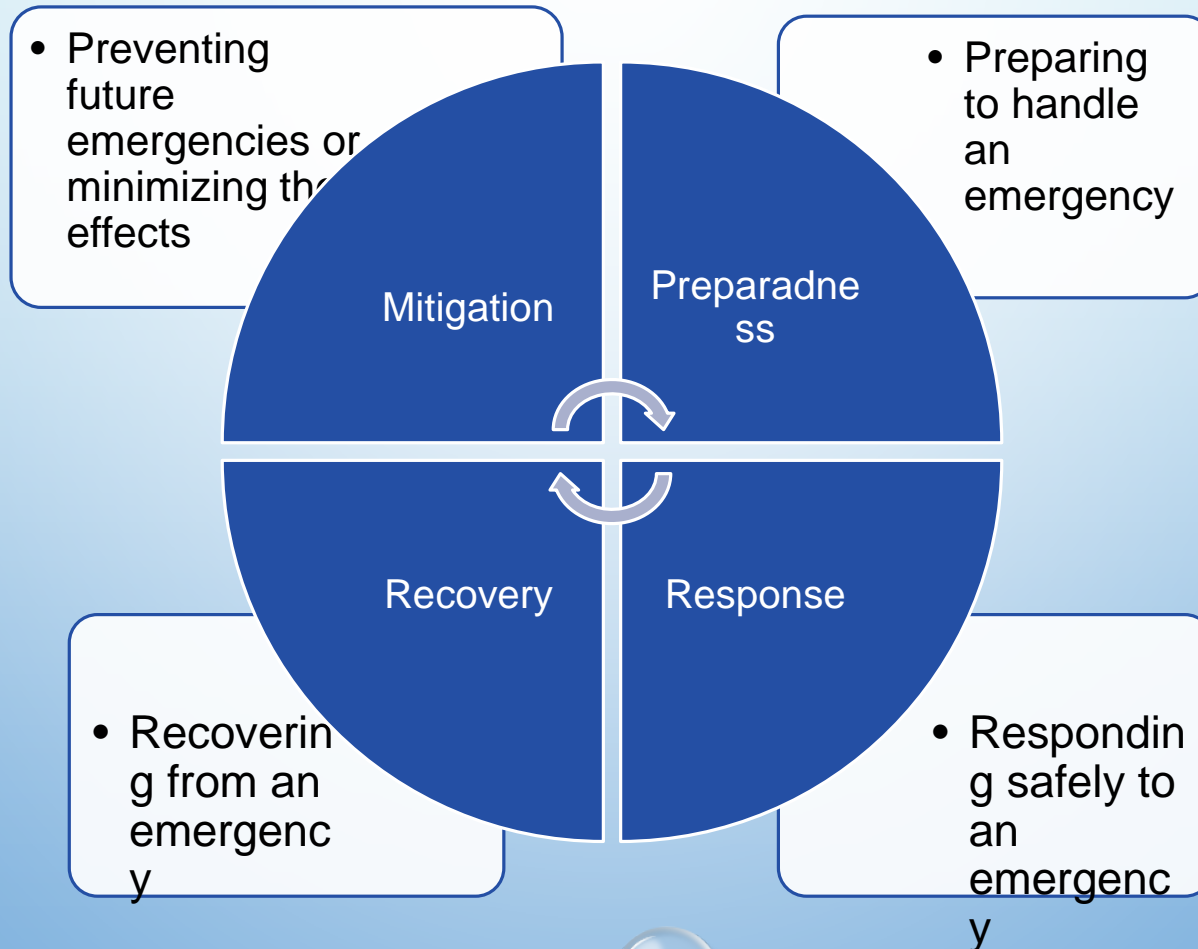 • Preventing
future
emergencies or
minimizing the
effects
• Preparing
to handle
an
emergency
Mitigation
Preparadne
ss
Recovery
Response
• Recoverin
g from an
emergenc
y
• Respondin
g safely to
an
emergenc
y